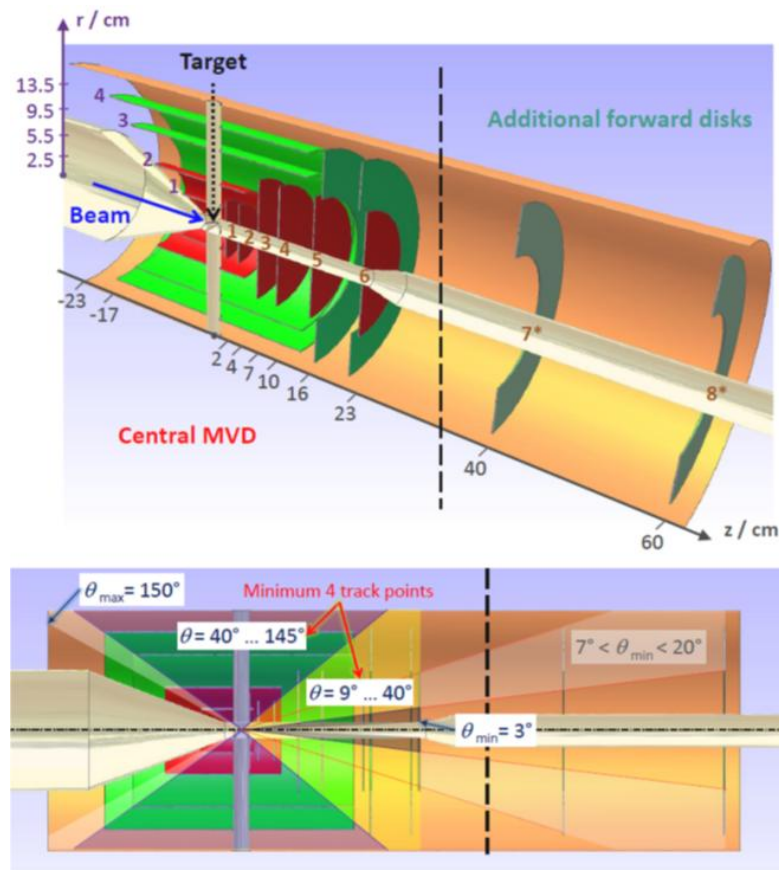 r / cm
Target
13.5
9.5
5.5
2.5
4
3
2
1
Additional forward disks
Beam
1
2
3
4
5
6
7*
8*
-23
-17
2
4
7
10
16
23
40
60
Central MVD
z / cm
θmax= 150°
Minimum 4 track points
θ= 40° ... 145°
7° < θmin < 20°
θ= 9° ... 40°
θmin= 3°